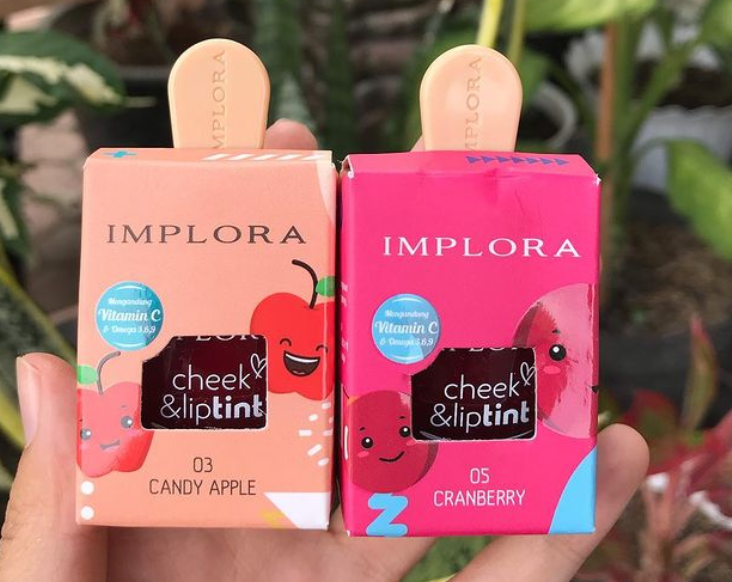 IMPLORA
IMPLORA
IMPLORA
Mengandung
Vitamin C
& Omega 3.6.9
cheek
&liptint
03
CANDY APPLE
IMPLORA
Mengandung
Vitamin C
& Omega 3.6.9
cheek
&liptint
05
CRANBERRY